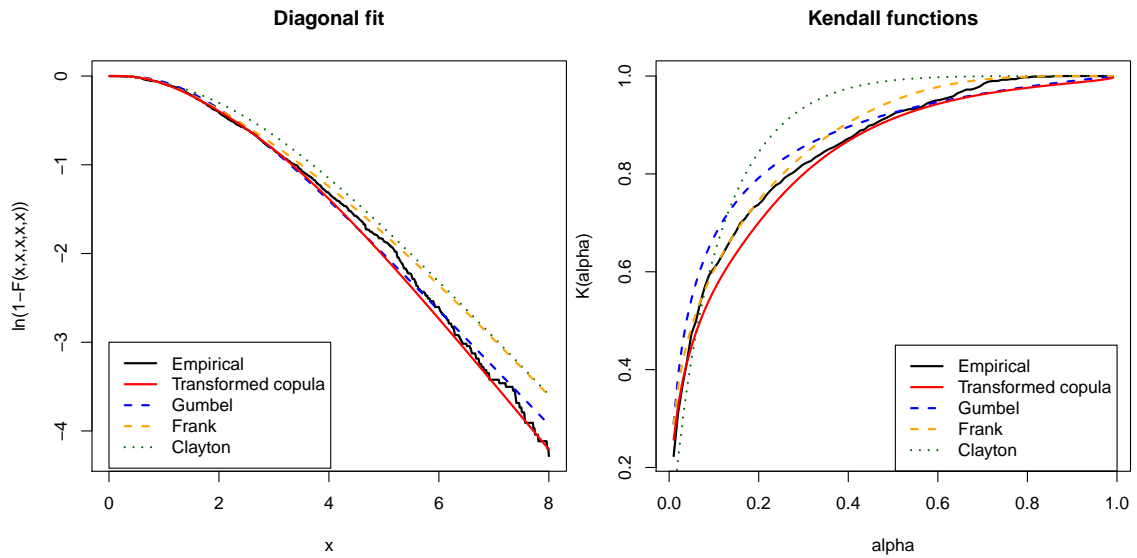 Diagonal fit
ln(1−F(x,x,x,x))
0
−1
−2
−3
−4
Empirical
Transformed copula
Gumbel
Frank
Clayton
0 2 4 6 8
x
Kendall functions
K(alpha)
1.0
0.8
0.6
0.4
0.2
Empirical
Transformed copula
Gumbel
Frank
Clayton
0.0 0.2 0.4 0.6 0.8 1.0
alpha